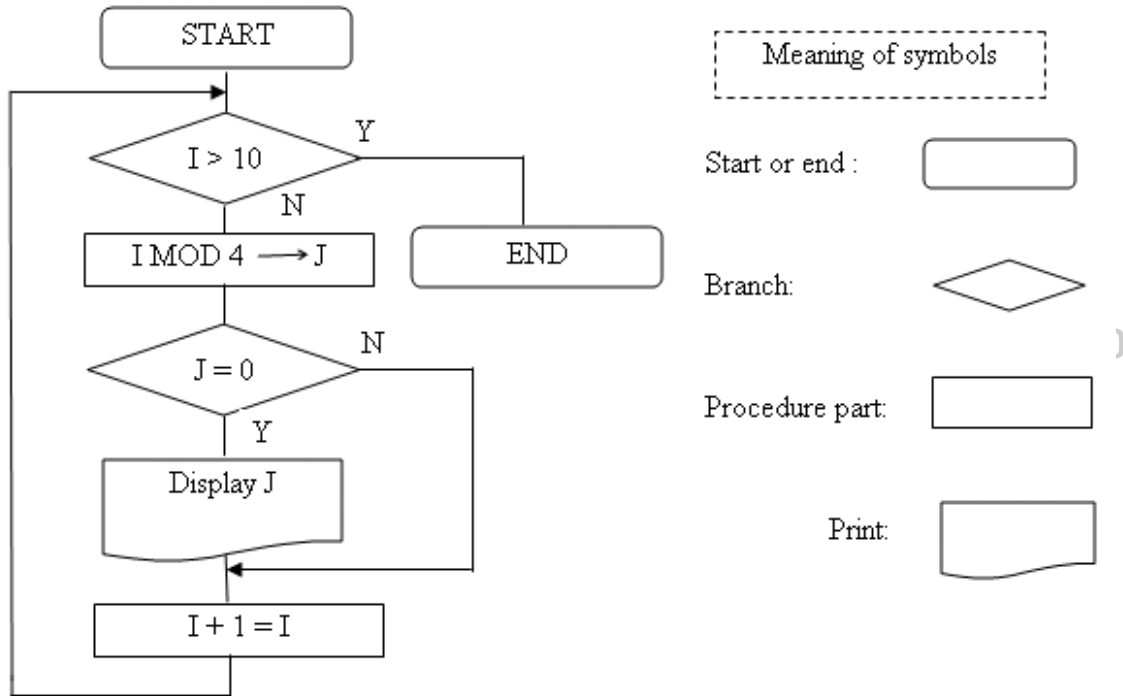 START
I > 10
Y
N
I MOD 4 → J
END
J = 0
N
Y
Display J
I + 1 = I
Meaning of symbols
Start or end :
Branch:
Procedure part:
Print: